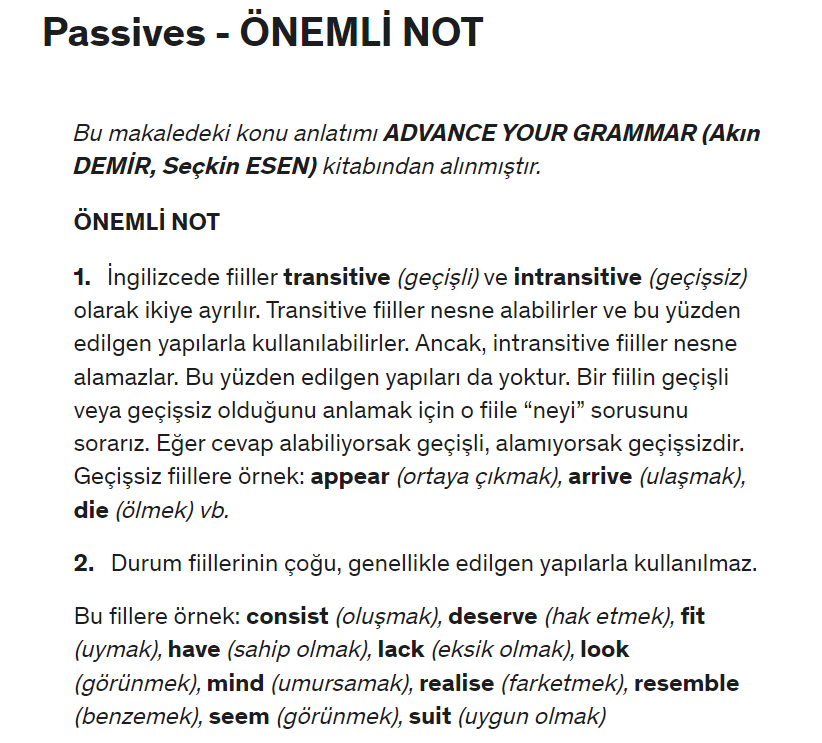 Passives - ÖNEMLİ NOT
Bu makaledeki konu anlatımı ADVANCE YOUR GRAMMAR (Akın
DEMİR, Seçkin ESEN) kitabından alınmıştır.
ÖNEMLİ NOT
1. İngilizcede fiiller transitive (geçişli) ve intransitive (geçişsiz)
olarak ikiye ayrılır. Transitive fiiller nesne alabilirler ve bu yüzden
edilgen yapılarla kullanılabilirler. Ancak, intransitive fiiller nesne
alamazlar. Bu yüzden edilgen yapıları da yoktur. Bir fiilin geçişli
veya geçişsiz olduğunu anlamak için o fiile “neyi” sorusunu
sorarız. Eğer cevap alabiliyorsak geçişli, alamıyorsak geçişsizdir.
Geçişsiz fiillere örnek: appear (ortaya çıkmak), arrive (ulaşmak),
die (ölmek) vb.
2. Durum fiillerinin çoğu, genellikle edilgen yapılarla kullanılmaz.
Bu fillere örnek: consist (oluşmak), deserve (hak etmek), fit
(uymak), have (sahip olmak), lack (eksik olmak), look
(görünmek), mind (umursamak), realise (farketmek), resemble
(benzemek), seem (görünmek), suit (uygun olmak)